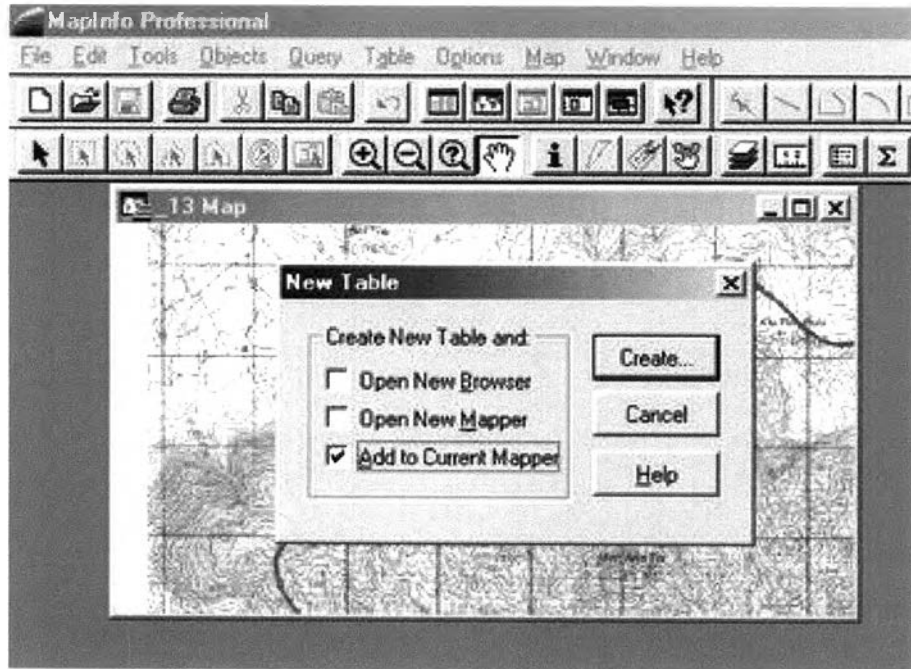 MapInfo Professional
File Edit Tools Objects Query Table Options Map Window Help
_13 Map
New Table
Create New Table and:
Open New Browser
Open New Mapper
Add to Current Mapper
Create...
Cancel
Help